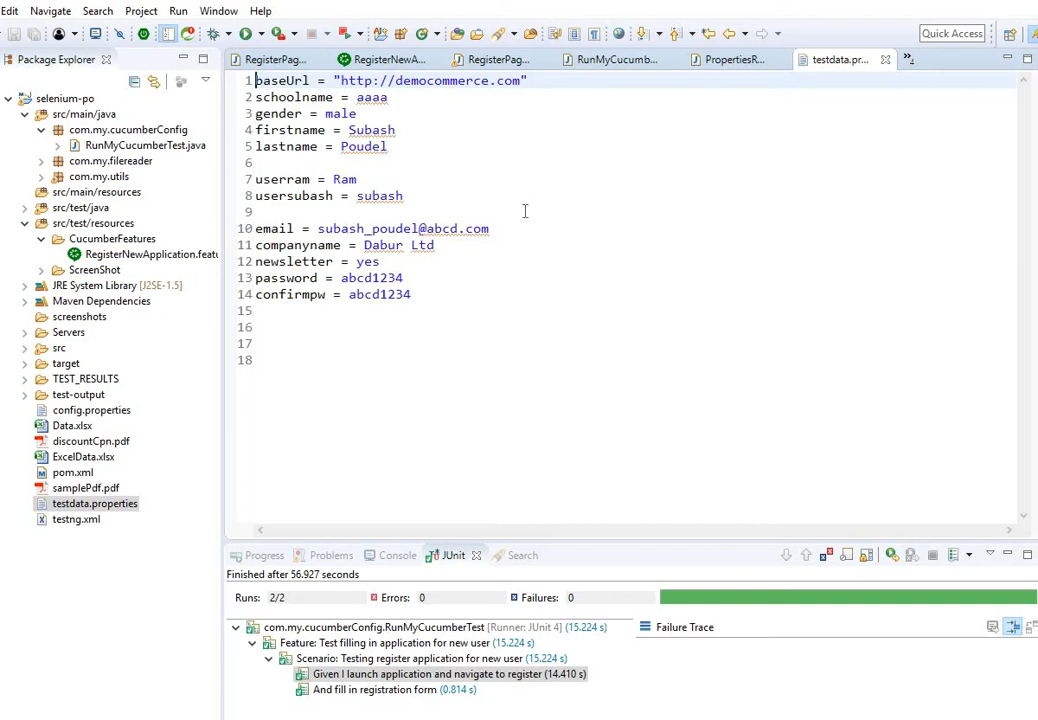 Edit Navigate Search Project Run Window Help
Quick Access
Package Explorer
RegisterPag... RegisterNewA... RegisterPag... RunMyCucumb... PropertiesR... testdata.pr...
selenium-po
src/main/java
com.my.cucumberConfig
RunMyCucumberTest.java
com.my.filereader
com.my.utils
src/main/resources
src/test/java
src/test/resources
CucumberFeatures
RegisterNewApplication.featu
ScreenShot
JRE System Library [J2SE-1.5]
Maven Dependencies
screenshots
Servers
src
target
TEST_RESULTS
test-output
config.properties
Data.xlsx
discountCpn.pdf
ExcelData.xlsx
pom.xml
samplePdf.pdf
testdata.properties
testng.xml
1 baseUrl = "http://democommerce.com"
2 schoolname = aaaa
3 gender = male
4 firstname = Subash
5 lastname = Poudel
6
7 userram = Ram
8 usersubash = subash
9
10 email = subash_poudel@abcd.com
11 companyname = Dabur Ltd
12 newsletter = yes
13 password = abcd1234
14 confirmpw = abcd1234
15
16
17
18
Progress Problems Console JUnit Search
Finished after 56.927 seconds
Runs: 2/2 Errors: 0 Failures: 0
com.my.cucumberConfig.RunMyCucumberTest [Runner: JUnit 4] (15.224 s)
Feature: Test filling in application for new user (15.224 s)
Scenario: Testing register application for new user (15.224 s)
Given I launch application and navigate to register (14.410 s)
And fill in registration form (0.814 s)
Failure Trace